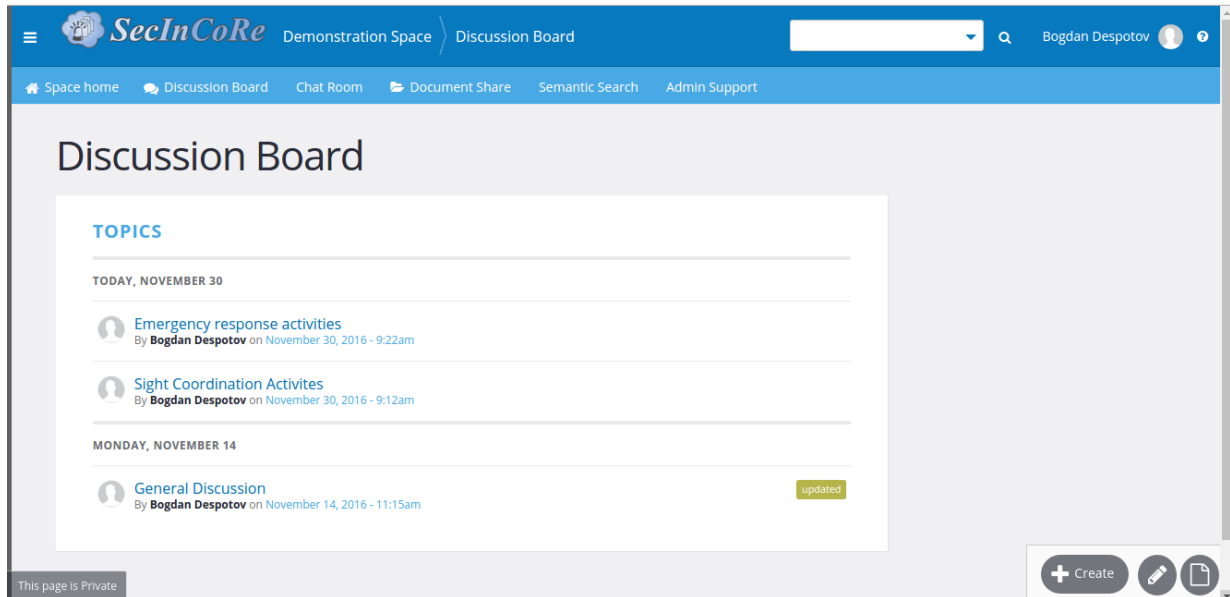 SecInCoRe Demonstration Space Discussion Board Bogdan Despotov
Space home Discussion Board Chat Room Document Share Semantic Search Admin Support
Discussion Board
TOPICS
TODAY, NOVEMBER 30
Emergency response activities
By Bogdan Despotov on November 30, 2016 - 9:22am
Sight Coordination Activites
By Bogdan Despotov on November 30, 2016 - 9:12am
MONDAY, NOVEMBER 14
General Discussion updated
By Bogdan Despotov on November 14, 2016 - 11:15am
Create
This page is Private